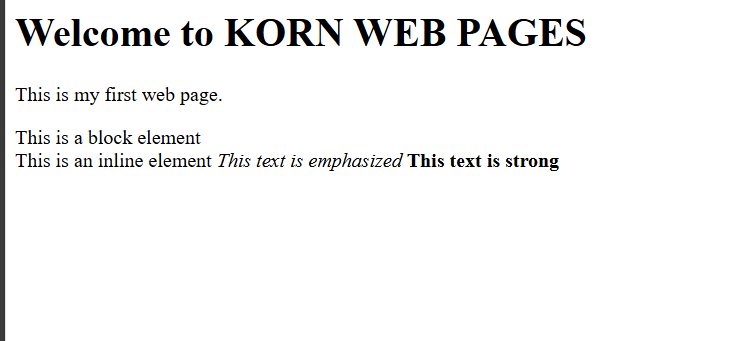 Welcome to KORN WEB PAGES
This is my first web page.
This is a block element
This is an inline element This text is emphasized This text is strong